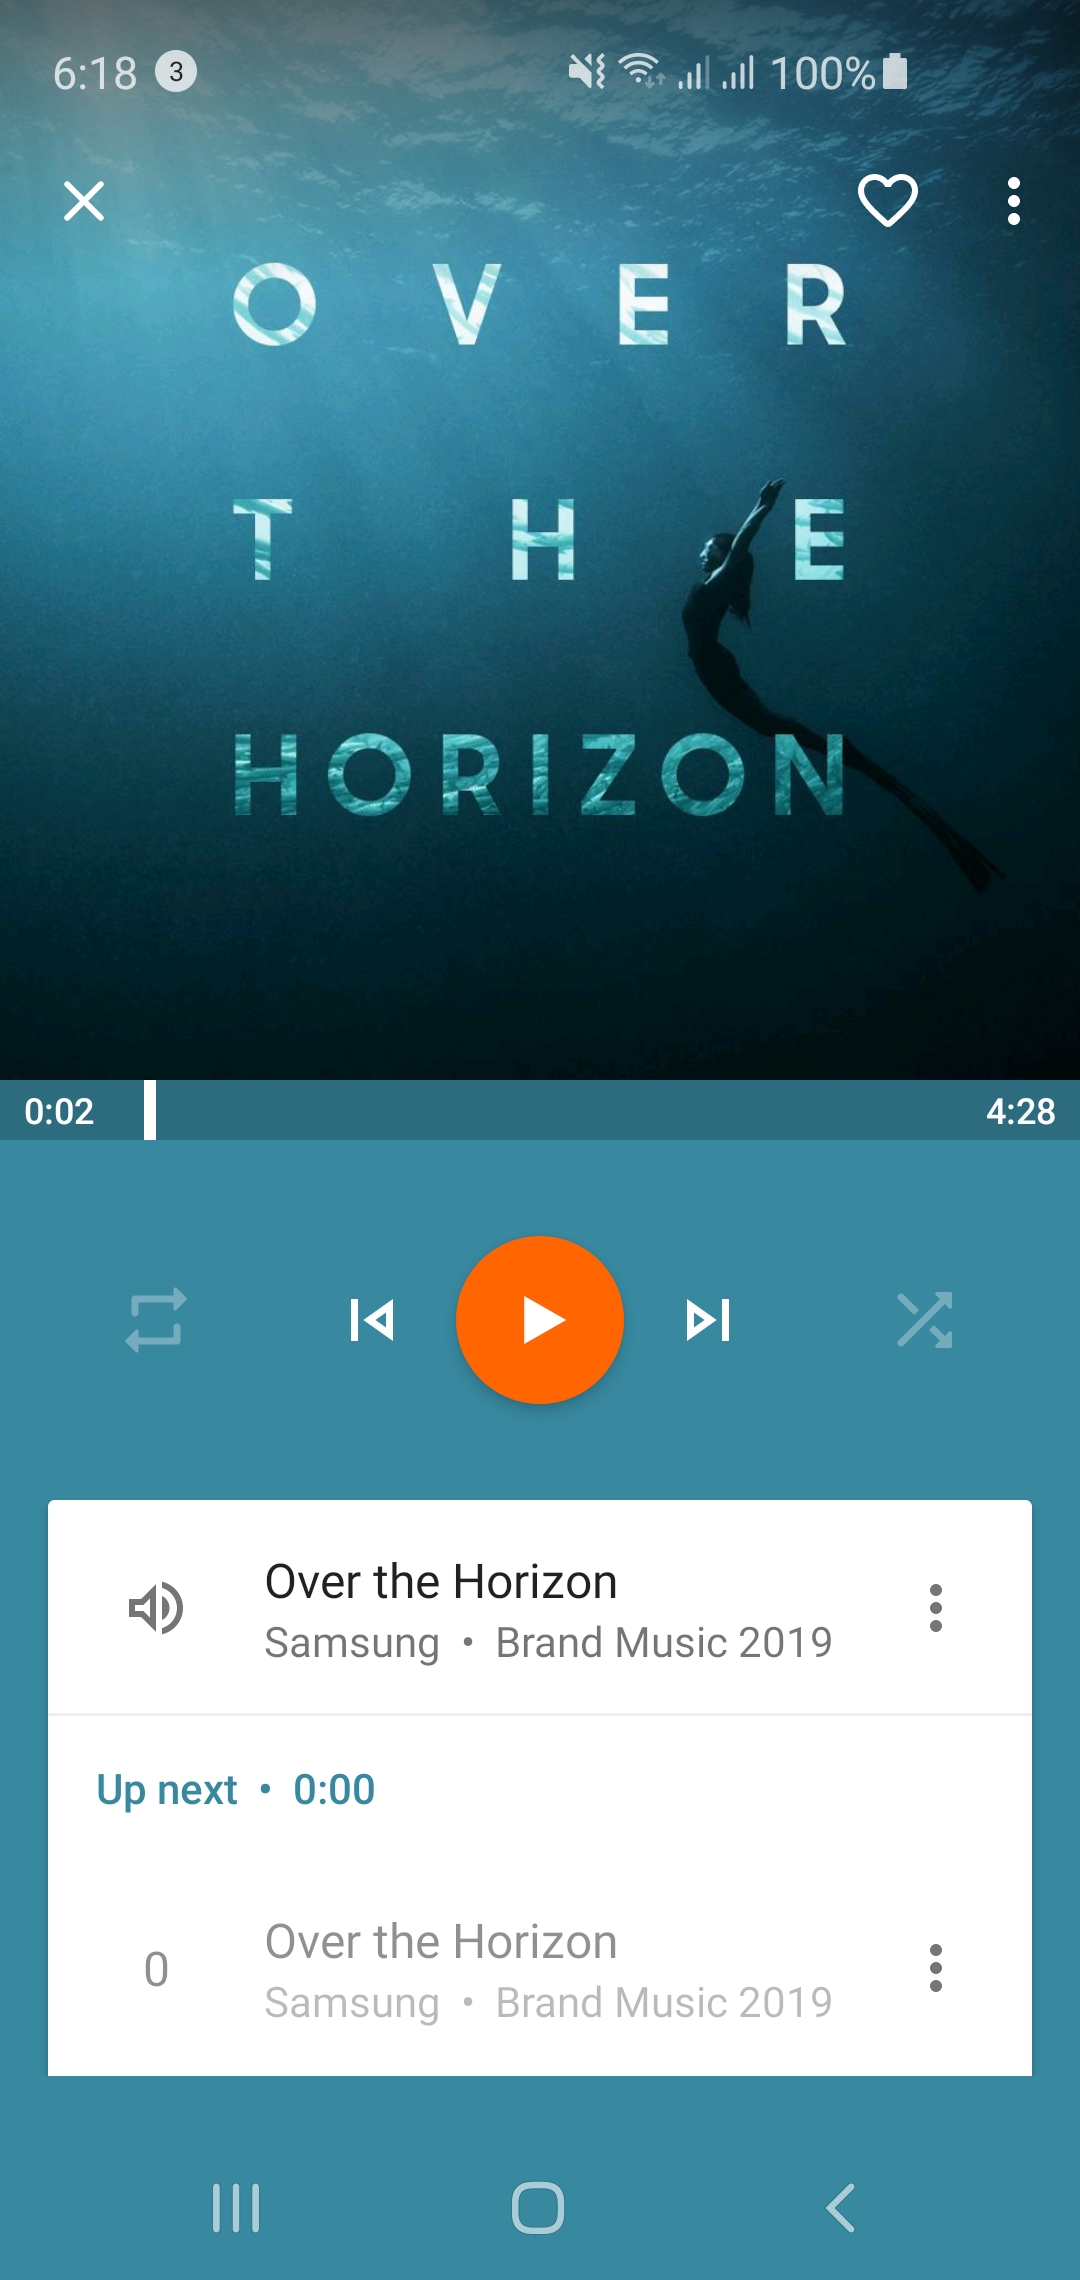 6:18 3 100%
OVER
THE
HORIZON
0:02 4:28
Over the Horizon
Samsung • Brand Music 2019
Up next • 0:00
0 Over the Horizon
Samsung • Brand Music 2019